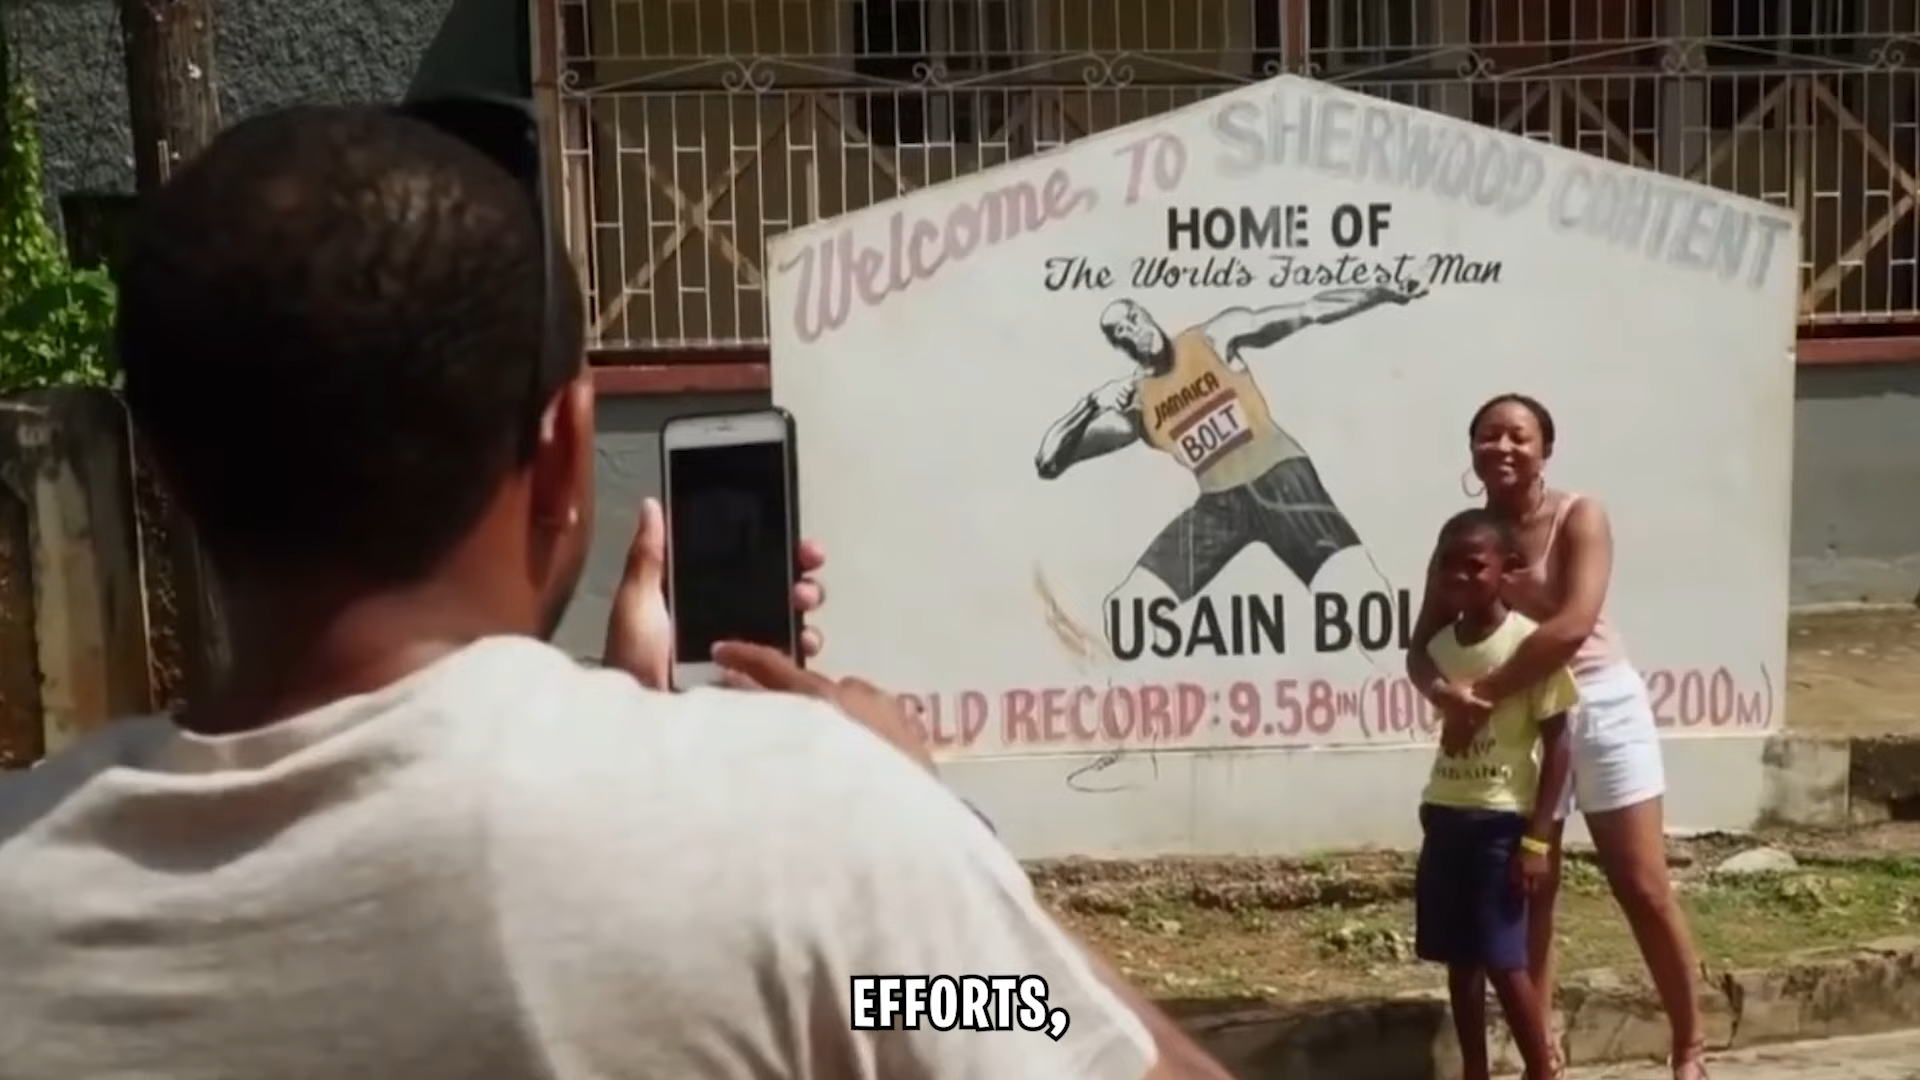 Welcome, TO SHERWOOD CONTENT
HOME OF
The World's Fastest Man
JAMAICA
BOLT
USAIN BOL
RLD RECORD: 9.58 IN (10 200M)
EFFORTS,